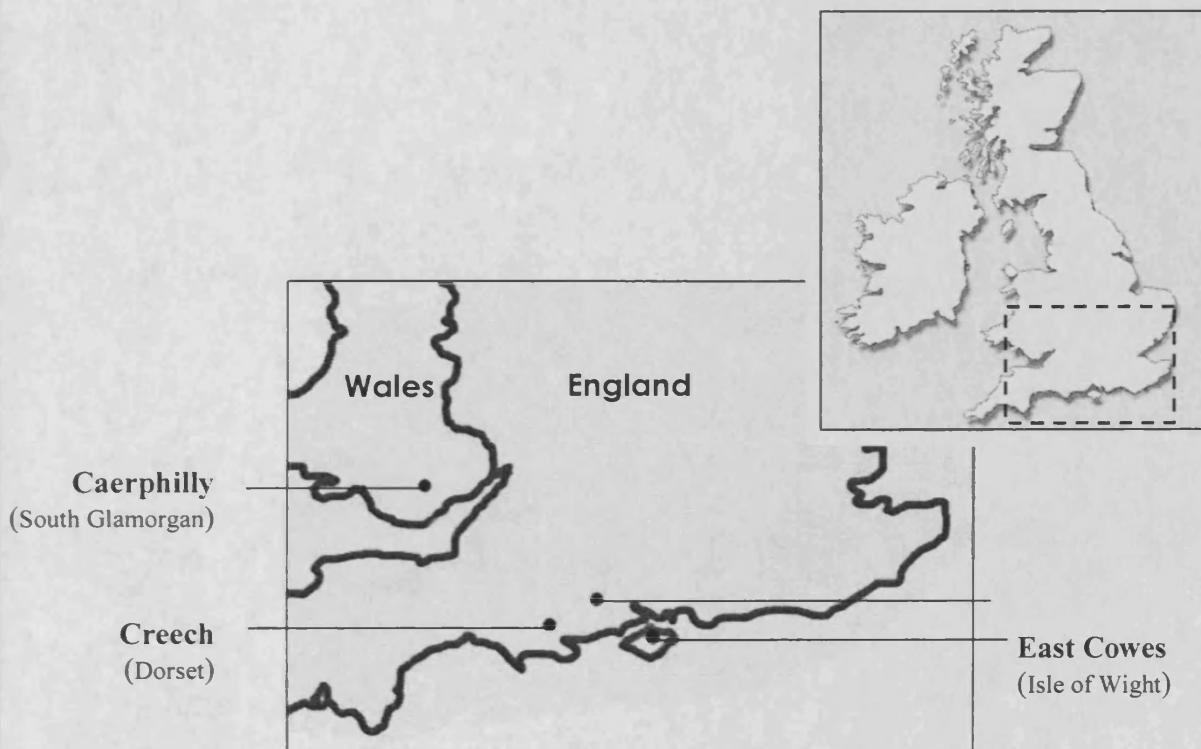 Wales
England
Caerphilly
(South Glamorgan)
Creech
(Dorset)
East Cowes
(Isle of Wight)